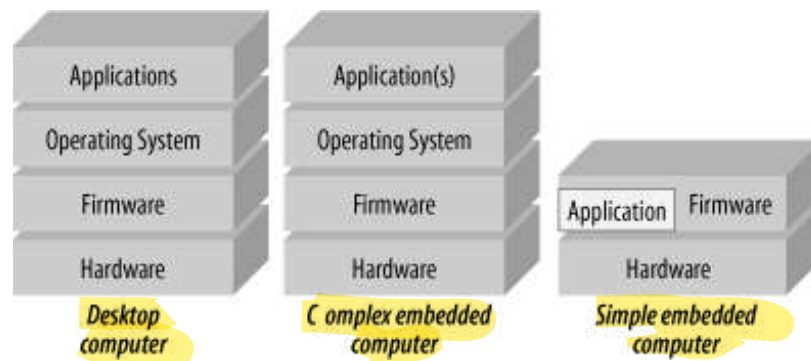 Applications
Operating System
Firmware
Hardware
Desktop
computer
Application(s)
Operating System
Firmware
Hardware
C omplex embedded
computer
Application Firmware
Hardware
Simple embedded
computer